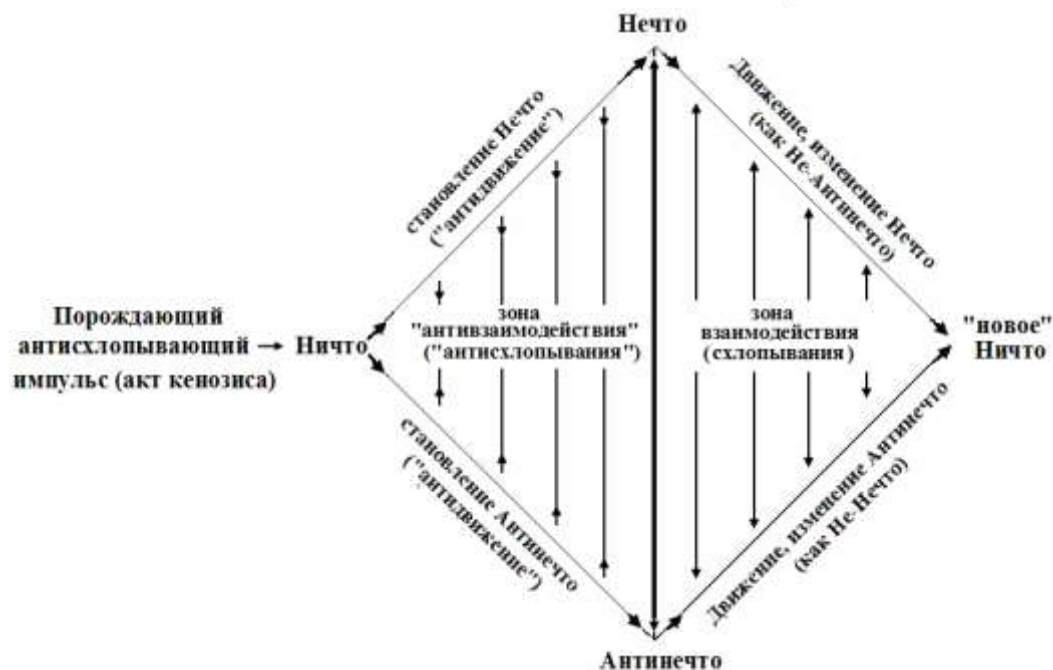 Нечто
становление Нечто
("антидвижение")
Движение, изменение Нечто
(как Не-Антинечто)
Порождающий
антисхлопывающий
импульс (акт кенозиса)
Ничто
зона
"антивзаимодействия"
("антисхлопывания")
зона
взаимодействия
(схлопывания)
"новое"
Ничто
становление Антинечто
("антидвижение")
Движение, изменение Антинечто
(как Не-Нечто)
Антинечто